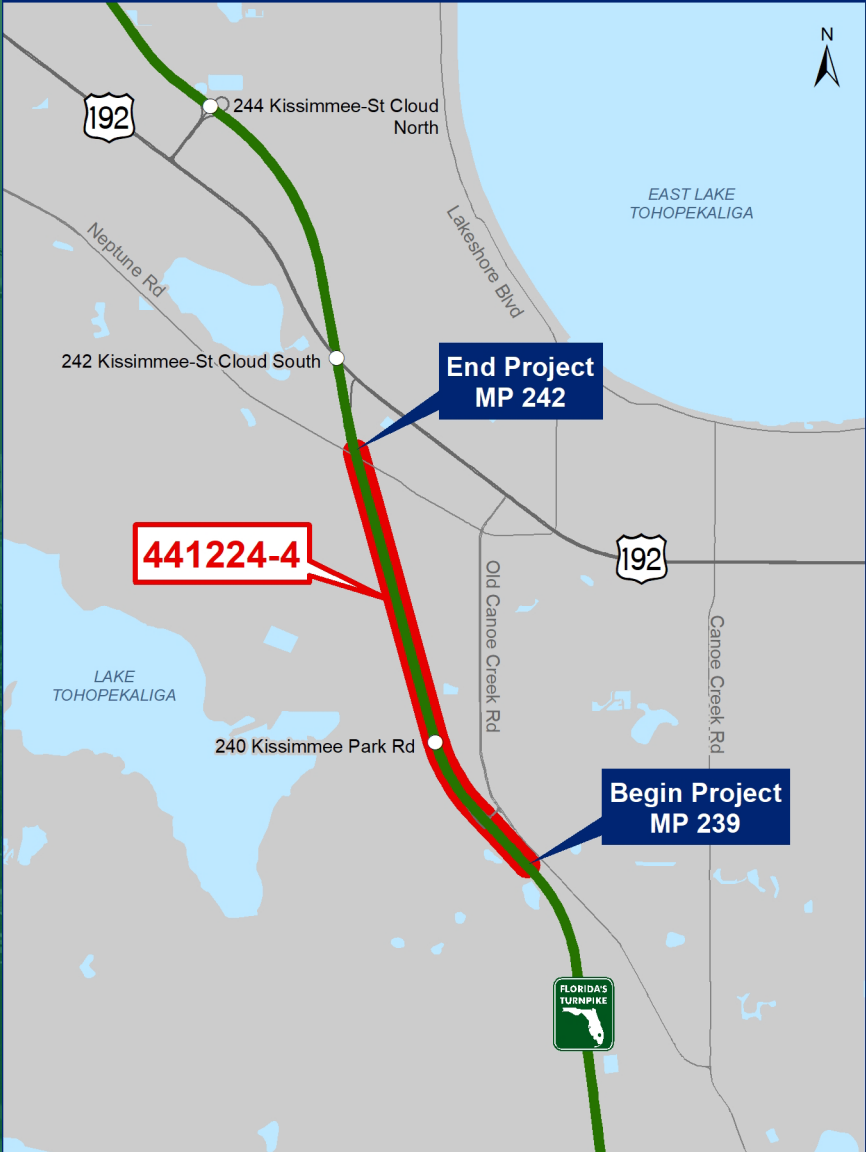 N
192
244 Kissimmee-St Cloud
North
EAST LAKE
TOHOPEKALIGA
Lakeshore Blvd
Neptune Rd
242 Kissimmee-St Cloud South
End Project
MP 242
441224-4
192
Old Canoe Creek Rd
Canoe Creek Rd
LAKE
TOHOPEKALIGA
240 Kissimmee Park Rd
Begin Project
MP 239
FLORIDA'S
TURNPIKE